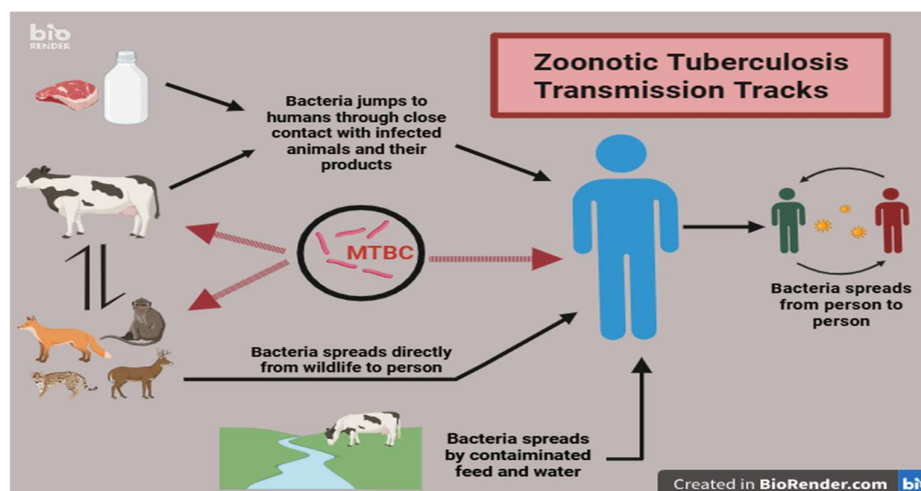 bio
RENDER
Zoonotic Tuberculosis
Transmission Tracks
Bacteria jumps to
humans through close
contact with infected
animals and their
products
MTBC
Bacteria spreads
from person to
person
Bacteria spreads directly
from wildlife to person
Bacteria spreads
by contaiminated
feed and water
Created in BioRender.com
bi